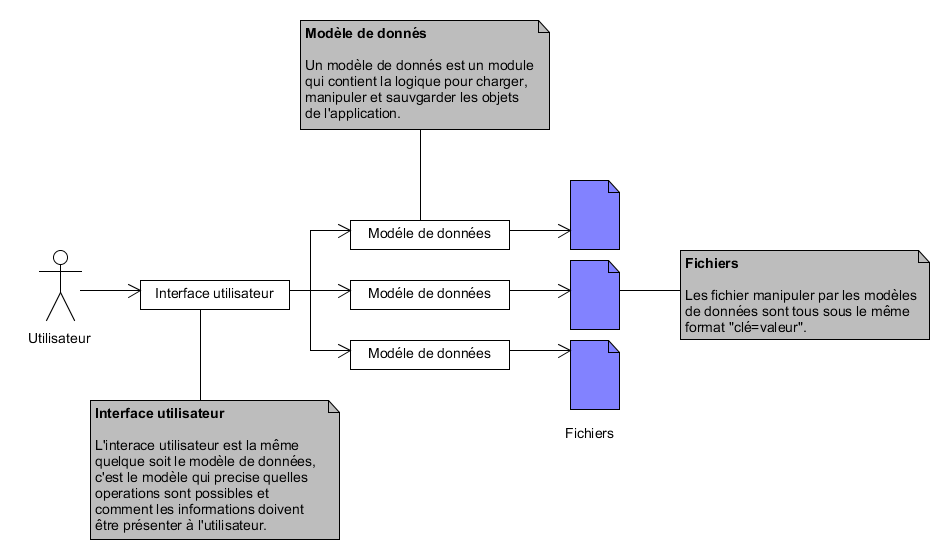 Modèle de donnés
Un modèle de donnés est un module
qui contient la logique pour charger,
manipuler et sauvgarder les objets
de l'application.
Modéle de données
Interface utilisateur
Modéle de données
Modéle de données
Utilisateur
Fichiers
Les fichier manipuler par les modèles
de données sont tous sous le même
format "clé=valeur".
Interface utilisateur
L'interace utilisateur est la même
quelque soit le modèle de données,
c'est le modèle qui precise quelles
operations sont possibles et
comment les informations doivent
être présenter à l'utilisateur.
Fichiers